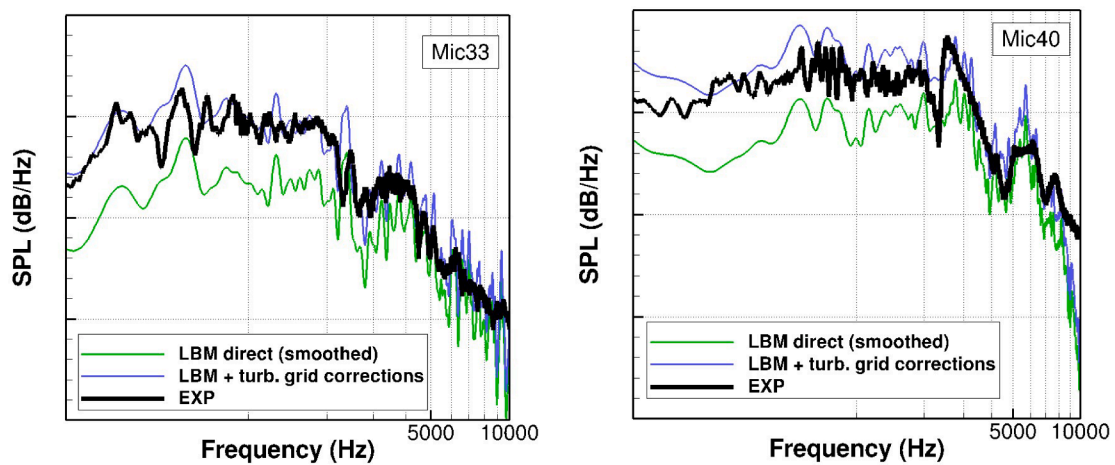 Mic33
SPL (dB/Hz)
LBM direct (smoothed)
LBM + turb. grid corrections
EXP
5000
10000
Frequency (Hz)
Mic40
SPL (dB/Hz)
LBM direct (smoothed)
LBM + turb. grid corrections
EXP
5000
10000
Frequency (Hz)